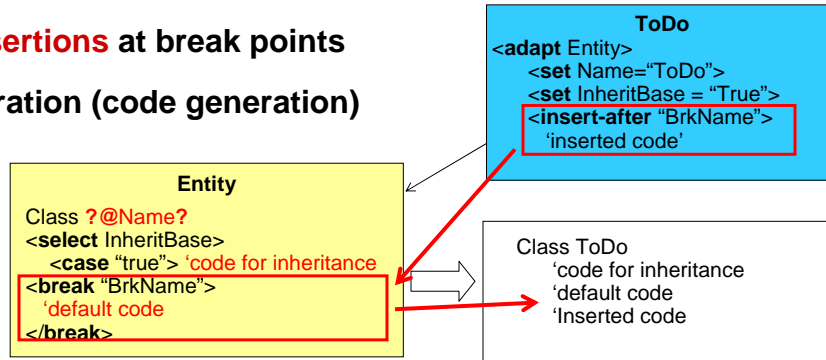 sertions at break points
ration (code generation)
ToDo
<adapt Entity>
<set Name=“ToDo”>
<set InheritBase = “True”>
<insert-after “BrkName”>
‘inserted code’
Entity
Class ?@Name?
<select InheritBase>
<case “true”> ‘code for inheritance
<break “BrkName”>
‘default code
</break>
Class ToDo
‘code for inheritance
‘default code
‘Inserted code